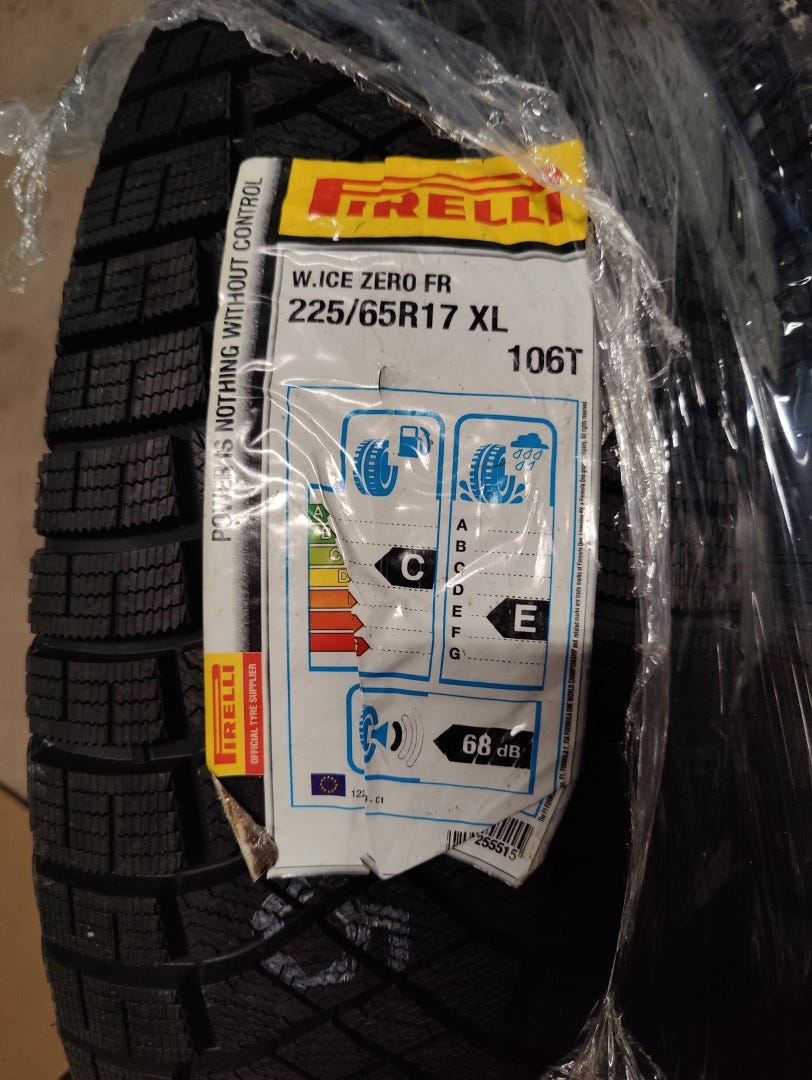 PIRELLI
W.ICE ZERO FR
225/65R17 XL
106T
POWER IS NOTHING WITHOUT CONTROL
A
B
C
D
C
A
B
C
D
E
F
G
E
68 dB
PIRELLI
OFFICIAL TYRE SUPPLIER
255515